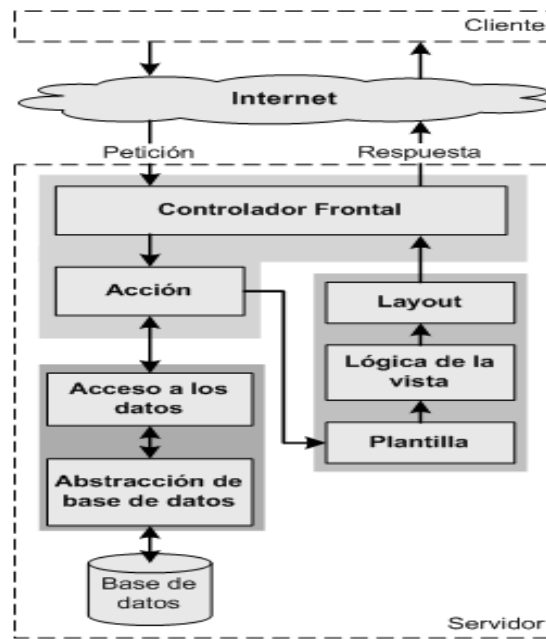 Cliente
Internet
Petición
Respuesta
Controlador Frontal
Acción
Layout
Lógica de la
vista
Plantilla
Acceso a los
datos
Abstracción de
base de datos
Base de
datos
Servidor